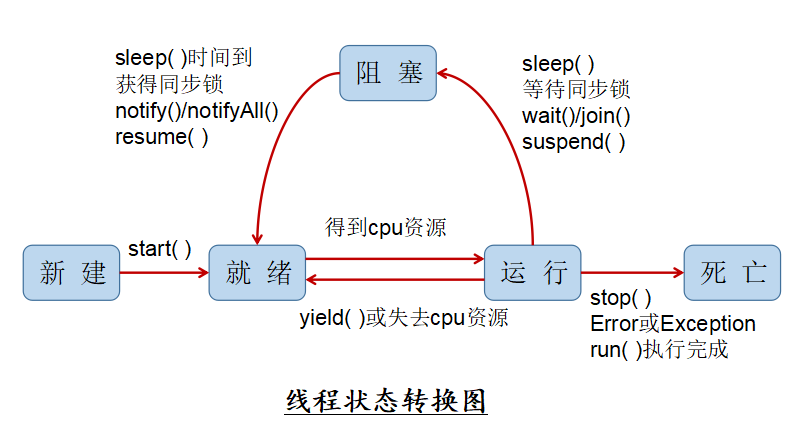 sleep( )时间到
获得同步锁
notify()/notifyAll()
resume( )
阻 塞
sleep( )
等待同步锁
wait()/join()
suspend( )
新 建
start( )
就 绪
得到cpu资源
yield( )或失去cpu资源
运 行
stop( )
Error或Exception
run( )执行完成
死 亡
线程状态转换图